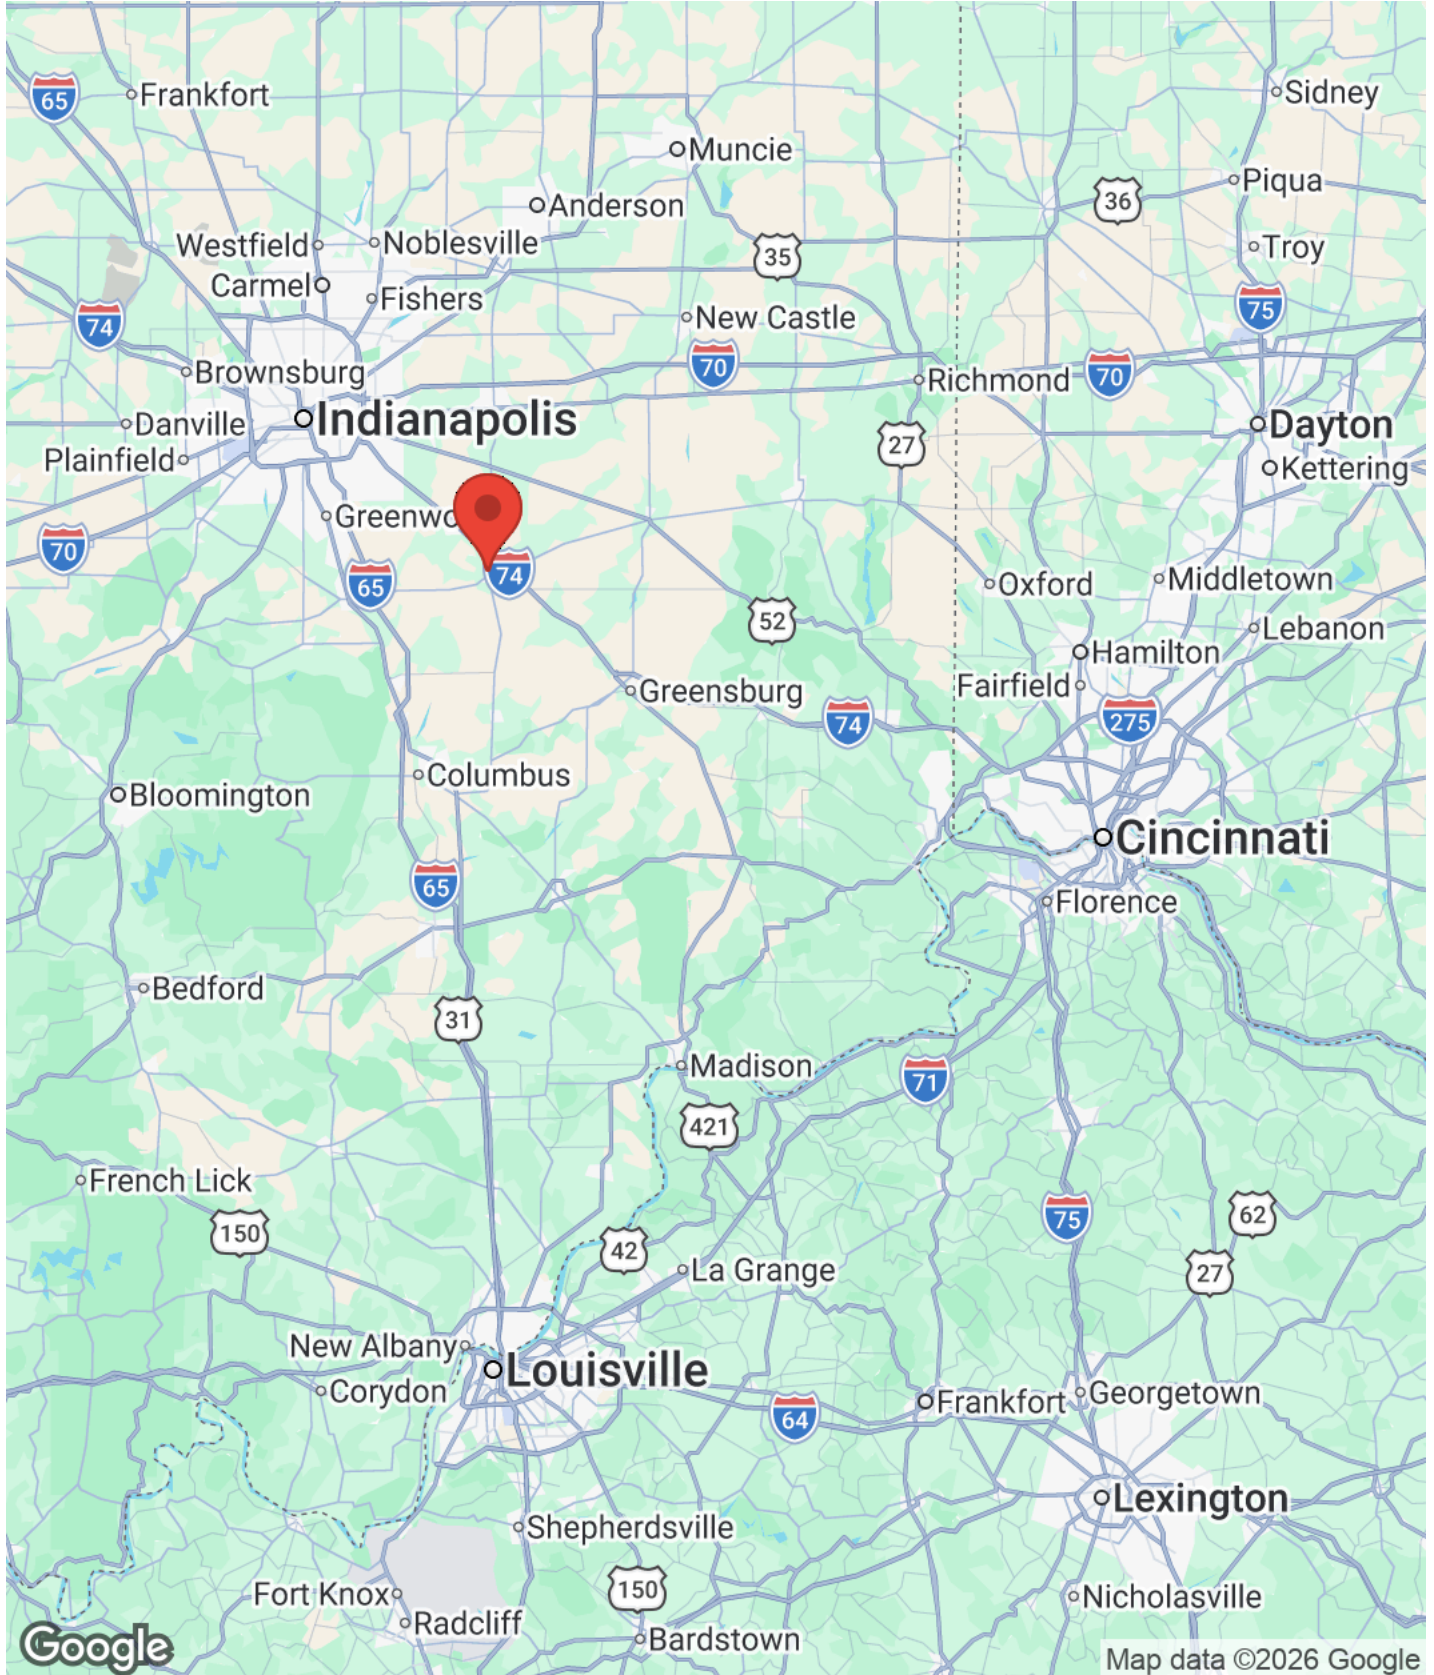 65
Frankfort
Sidney
Muncie
Piqua
36
Anderson
Westfield
Noblesville
Troy
35
Carmel
Fishers
75
74
New Castle
70
70
Brownsburg
Richmond
Indianapolis
Danville
Dayton
27
Plainfield
Kettering
Greenwo
70
74
65
Oxford
Middletown
52
Lebanon
Hamilton
Fairfield
Greensburg
74
275
Columbus
Bloomington
Cincinnati
65
Florence
Bedford
31
Madison
71
421
French Lick
150
75
62
42
27
La Grange
New Albany
Louisville
Corydon
Georgetown
Frankfort
64
Lexington
Shepherdsville
150
Fort Knox
Nicholasville
Radcliff
Bardstown
Google
Map data ©2026 Google